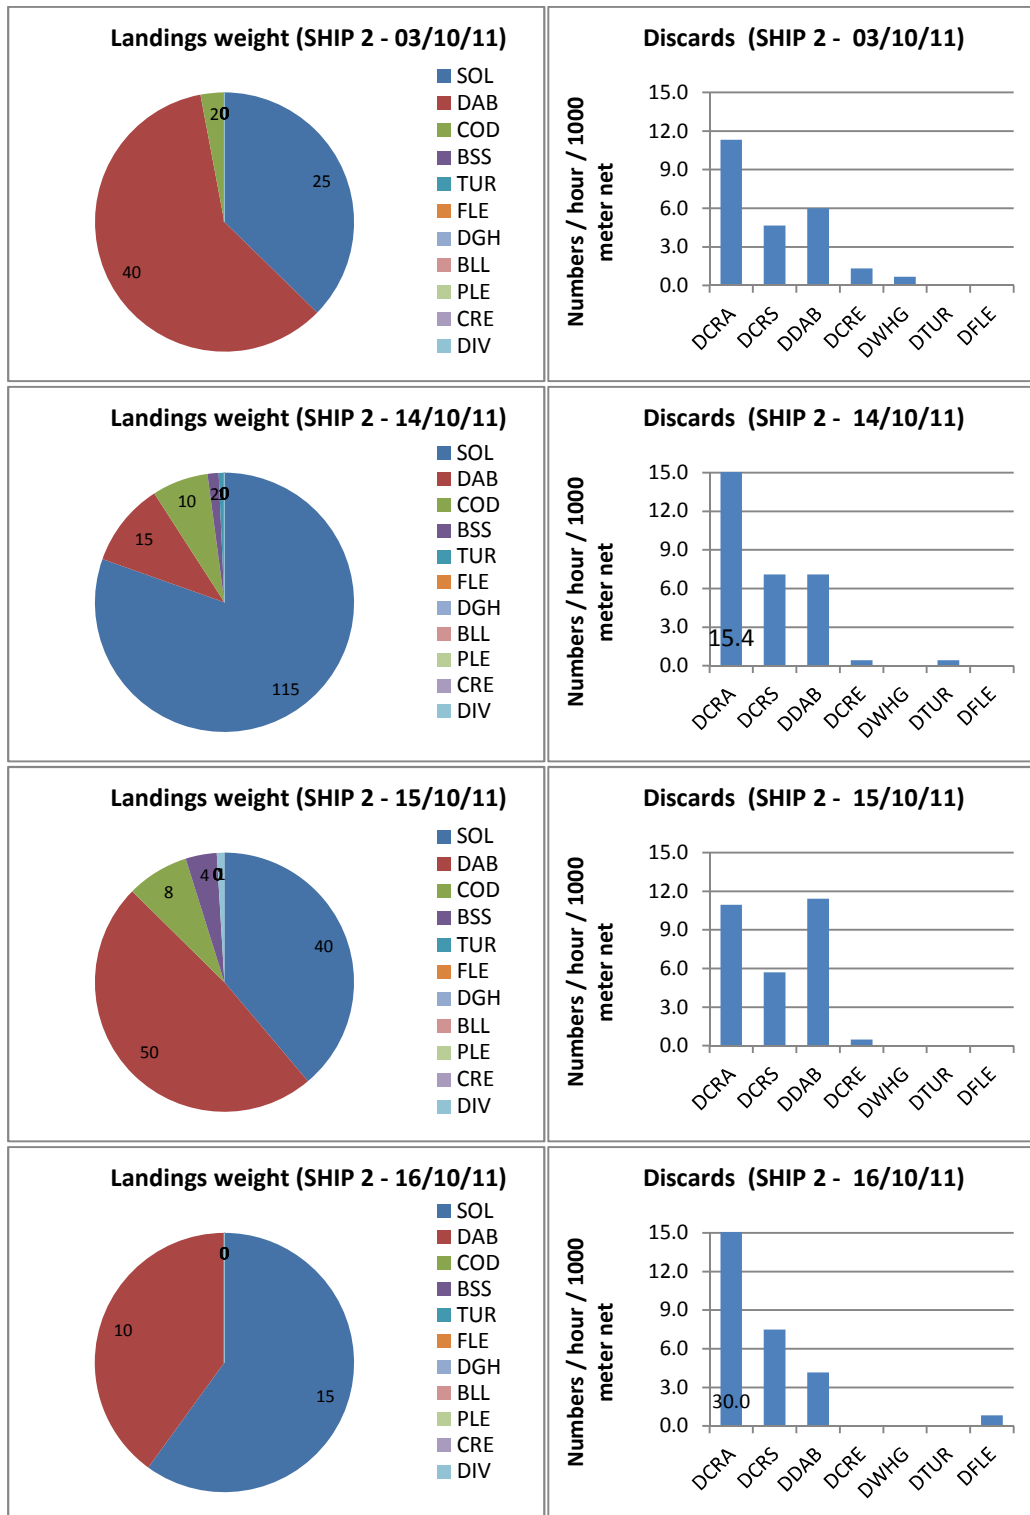 Landings weight (SHIP 2 - 03/10/11)
25
40
2
0
0
SOL
DAB
COD
BSS
TUR
FLE
DGH
BLL
PLE
CRE
DIV
Discards (SHIP 2 - 03/10/11)
Numbers / hour / 1000
meter net
15.0
12.0
9.0
6.0
3.0
0.0
DCRA
DCRS
DDAB
DCRE
DWHG
DTUR
DFLE
Landings weight (SHIP 2 - 14/10/11)
115
15
10
2
1
0
SOL
DAB
COD
BSS
TUR
FLE
DGH
BLL
PLE
CRE
DIV
Discards (SHIP 2 - 14/10/11)
Numbers / hour / 1000
meter net
15.0
12.0
9.0
6.0
3.0
0.0
15.4
DCRA
DCRS
DDAB
DCRE
DWHG
DTUR
DFLE
Landings weight (SHIP 2 - 15/10/11)
40
50
8
4
0
1
SOL
DAB
COD
BSS
TUR
FLE
DGH
BLL
PLE
CRE
DIV
Discards (SHIP 2 - 15/10/11)
Numbers / hour / 1000
meter net
15.0
12.0
9.0
6.0
3.0
0.0
DCRA
DCRS
DDAB
DCRE
DWHG
DTUR
DFLE
Landings weight (SHIP 2 - 16/10/11)
15
10
0
SOL
DAB
COD
BSS
TUR
FLE
DGH
BLL
PLE
CRE
DIV
Discards (SHIP 2 - 16/10/11)
Numbers / hour / 1000
meter net
15.0
12.0
9.0
6.0
3.0
0.0
30.0
DCRA
DCRS
DDAB
DCRE
DWHG
DTUR
DFLE